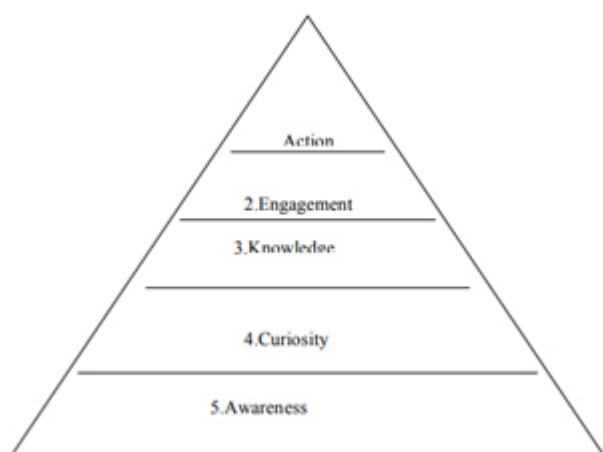 Action
2.Engagement
3.Knowledge
4.Curiosity
5.Awareness